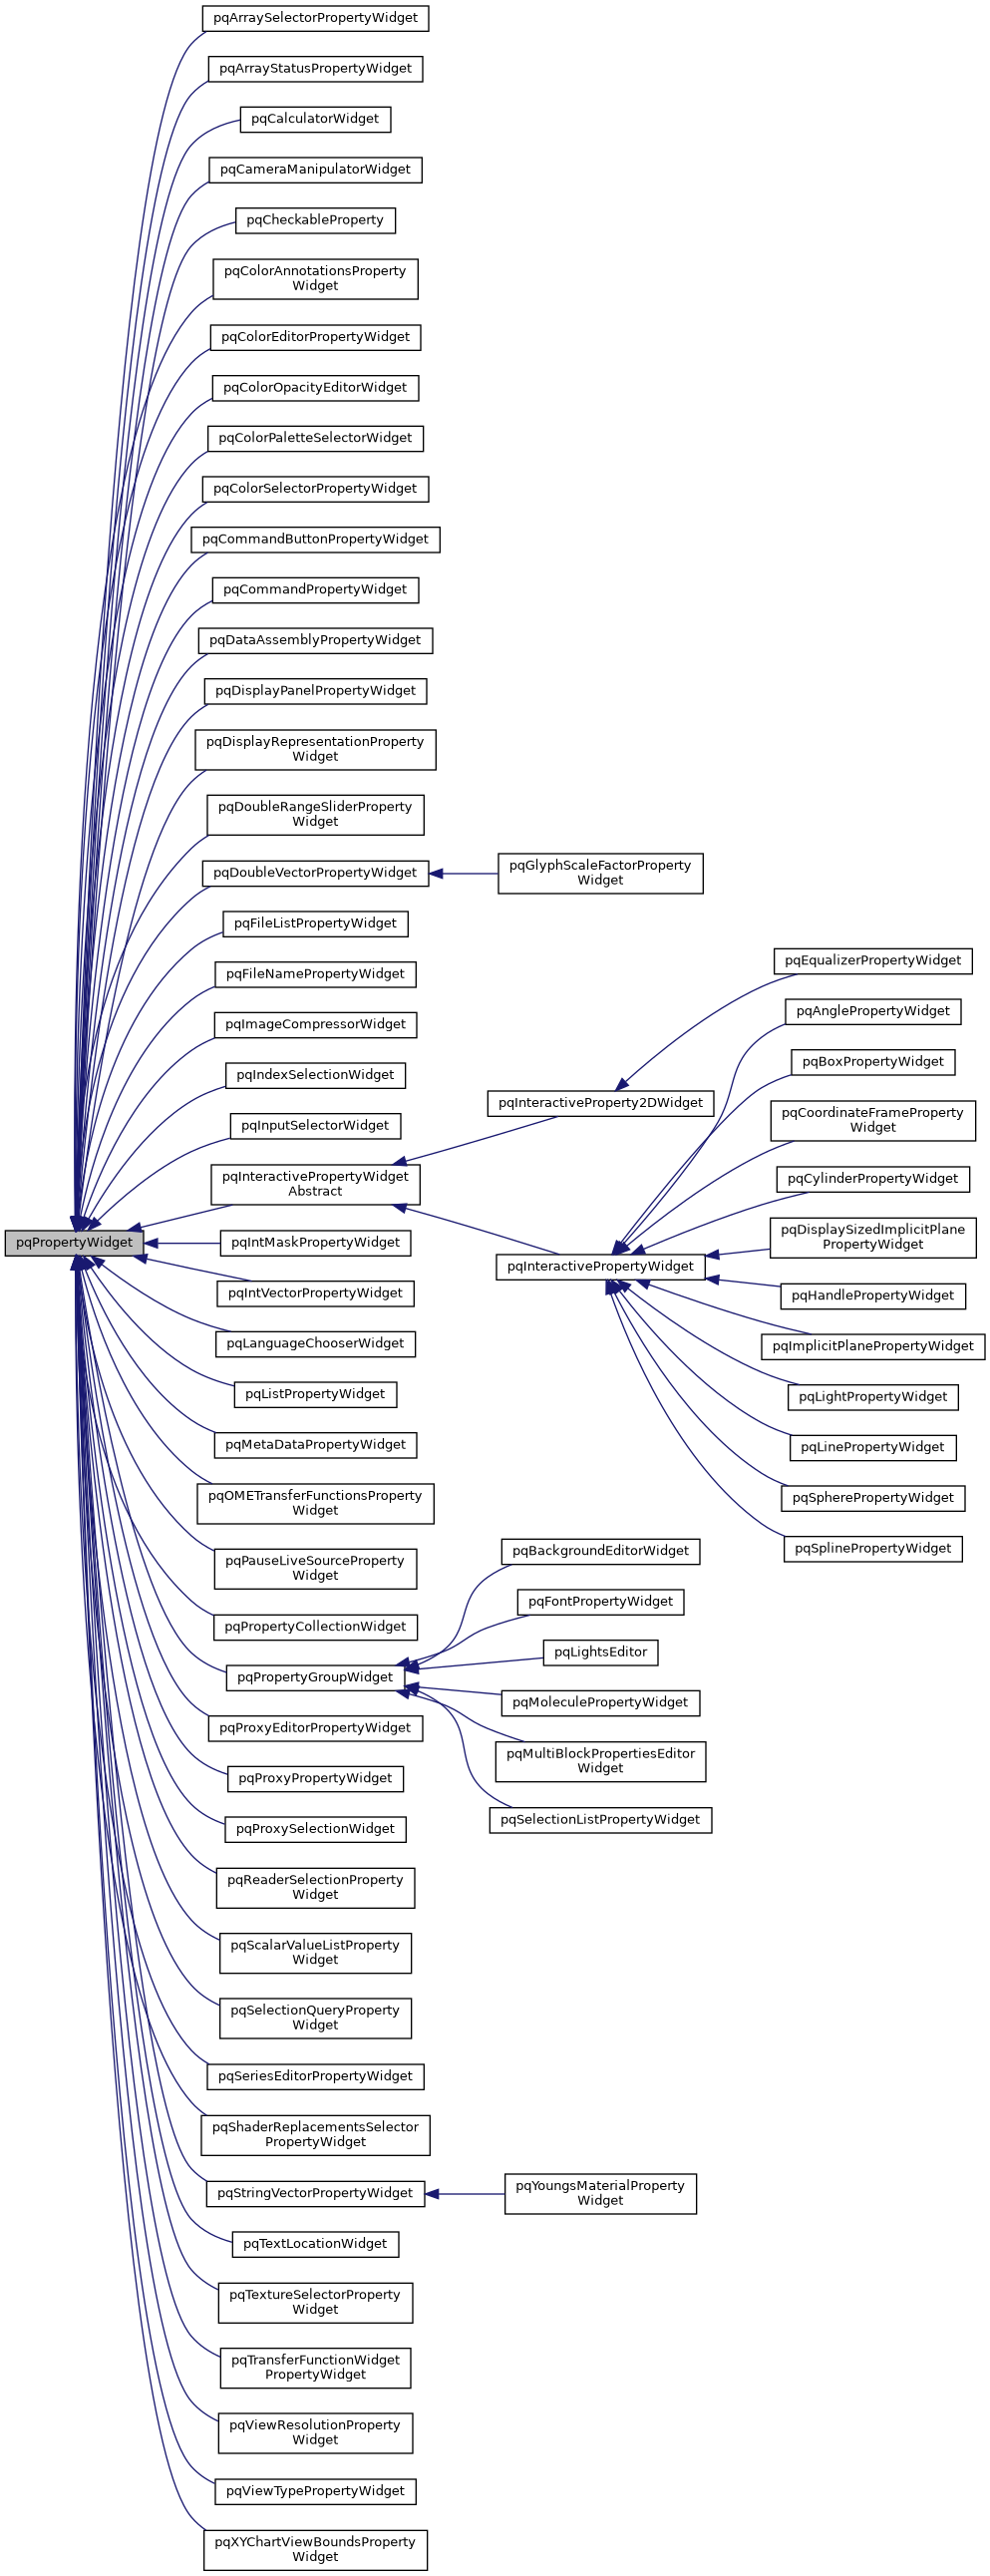 pqArraySelectorPropertyWidget
pqArrayStatusPropertyWidget
pqCalculatorWidget
pqCameraManipulatorWidget
pqCheckableProperty
pqColorAnnotationsProperty
Widget
pqColorEditorPropertyWidget
pqColorOpacityEditorWidget
pqColorPaletteSelectorWidget
pqColorSelectorPropertyWidget
pqCommandButtonPropertyWidget
pqCommandPropertyWidget
pqDataAssemblyPropertyWidget
pqDisplayPanelPropertyWidget
pqDisplayRepresentationProperty
Widget
pqDoubleRangeSliderProperty
Widget
pqDoubleVectorPropertyWidget
pqGlyphScaleFactorProperty
Widget
pqFileListPropertyWidget
pqFileNamePropertyWidget
pqImageCompressorWidget
pqIndexSelectionWidget
pqInputSelectorWidget
pqInteractivePropertyWidget
Abstract
pqPropertyWidget
pqIntMaskPropertyWidget
pqIntVectorPropertyWidget
pqLanguageChooserWidget
pqListPropertyWidget
pqMetaDataPropertyWidget
pqOMETransferFunctionsProperty
Widget
pqPauseLiveSourceProperty
Widget
pqPropertyCollectionWidget
pqPropertyGroupWidget
pqProxyEditorPropertyWidget
pqProxyPropertyWidget
pqProxySelectionWidget
pqReaderSelectionProperty
Widget
pqScalarValueListProperty
Widget
pqSelectionQueryProperty
Widget
pqSeriesEditorPropertyWidget
pqShaderReplacementsSelector
PropertyWidget
pqStringVectorPropertyWidget
pqYoungsMaterialProperty
Widget
pqTextLocationWidget
pqTextureSelectorProperty
Widget
pqTransferFunctionWidget
PropertyWidget
pqViewResolutionProperty
Widget
pqViewTypePropertyWidget
pqXYChartViewBoundsProperty
Widget
pqInteractiveProperty2DWidget
pqInteractivePropertyWidget
pqBackgroundEditorWidget
pqFontPropertyWidget
pqLightsEditor
pqMoleculePropertyWidget
pqMultiBlockPropertiesEditor
Widget
pqSelectionListPropertyWidget
pqEqualizerPropertyWidget
pqAnglePropertyWidget
pqBoxPropertyWidget
pqCoordinateFrameProperty
Widget
pqCylinderPropertyWidget
pqDisplaySizedImplicitPlane
PropertyWidget
pqHandlePropertyWidget
pqImplicitPlanePropertyWidget
pqLightPropertyWidget
pqLinePropertyWidget
pqSpherePropertyWidget
pqSplinePropertyWidget